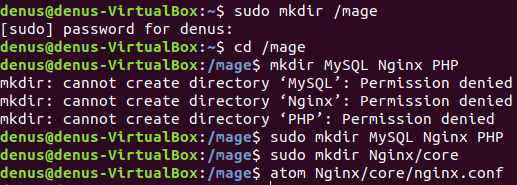 denus@denus-VirtualBox:~$ sudo mkdir /mage
[sudo] password for denus:
denus@denus-VirtualBox:~$ cd /mage
denus@denus-VirtualBox:/mage$ mkdir MySQL Nginx PHP
mkdir: cannot create directory ‘MySQL’: Permission denied
mkdir: cannot create directory ‘Nginx’: Permission denied
mkdir: cannot create directory ‘PHP’: Permission denied
denus@denus-VirtualBox:/mage$ sudo mkdir MySQL Nginx PHP
denus@denus-VirtualBox:/mage$ sudo mkdir Nginx/core
denus@denus-VirtualBox:/mage$ atom Nginx/core/nginx.conf